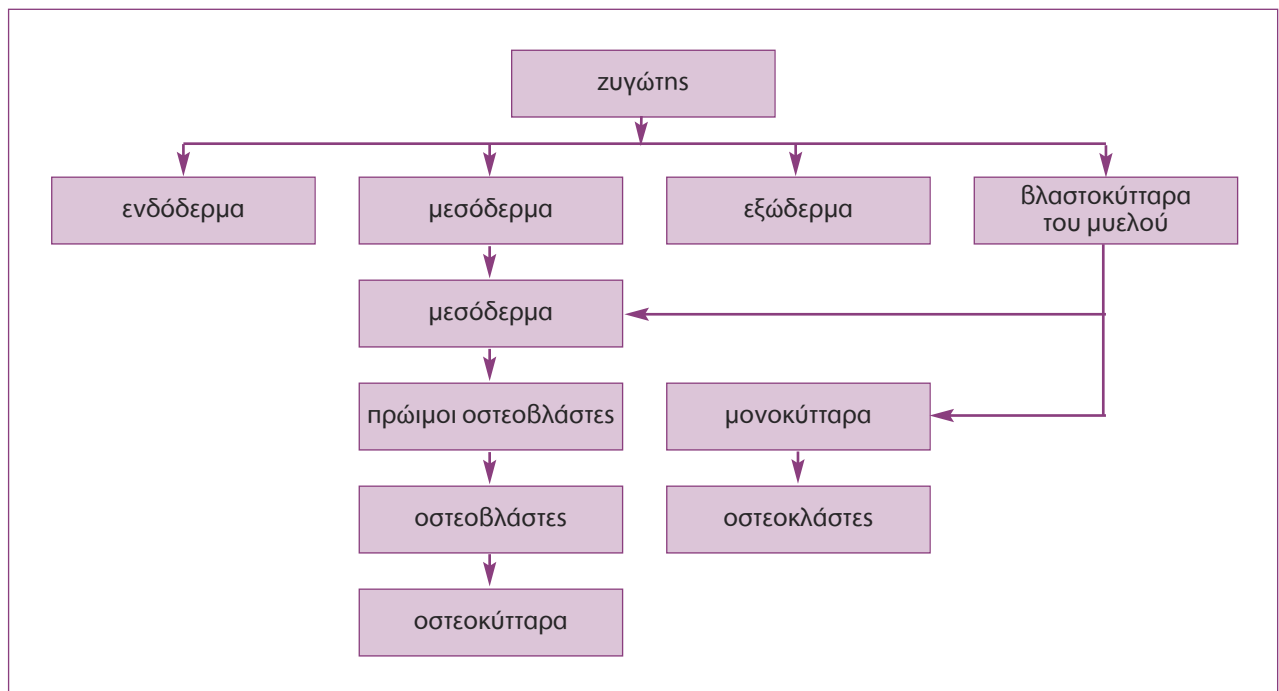 ζυγώτης
ενδόδερμα
μεσόδερμα
εξώδερμα
βλαστοκύτταρα
του μυελού
μεσόδερμα
πρώιμοι οστεοβλάστες
μονοκύτταρα
οστεοβλάστες
οστεοκλάστες
οστεοκύτταρα